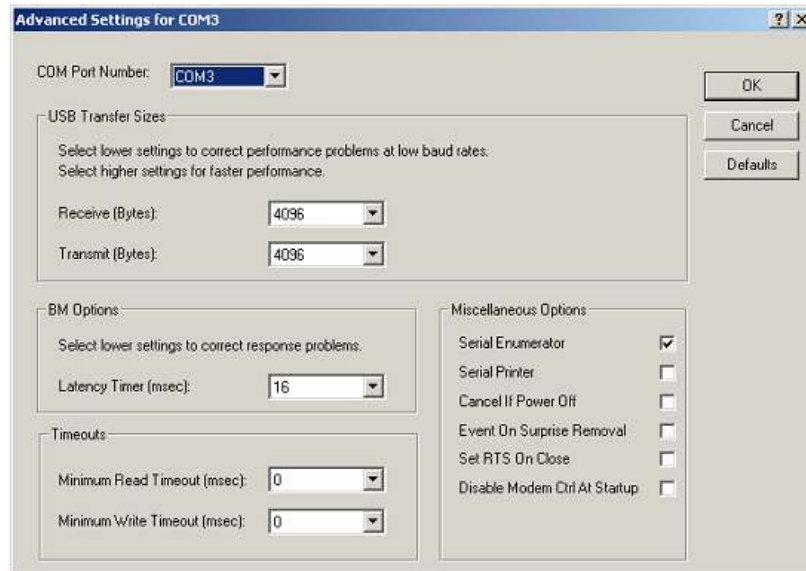 Advanced Settings for COM3
COM Port Number: COM3
OK
Cancel
Defaults
USB Transfer Sizes
Select lower settings to correct performance problems at low baud rates.
Select higher settings for faster performance.
Receive (Bytes): 4096
Transmit (Bytes): 4096
BM Options
Select lower settings to correct response problems.
Latency Timer (msec): 16
Timeouts
Minimum Read Timeout (msec): 0
Minimum Write Timeout (msec): 0
Miscellaneous Options
Serial Enumerator
Serial Printer
Cancel If Power Off
Event On Surprise Removal
Set RTS On Close
Disable Modem Ctrl At Startup